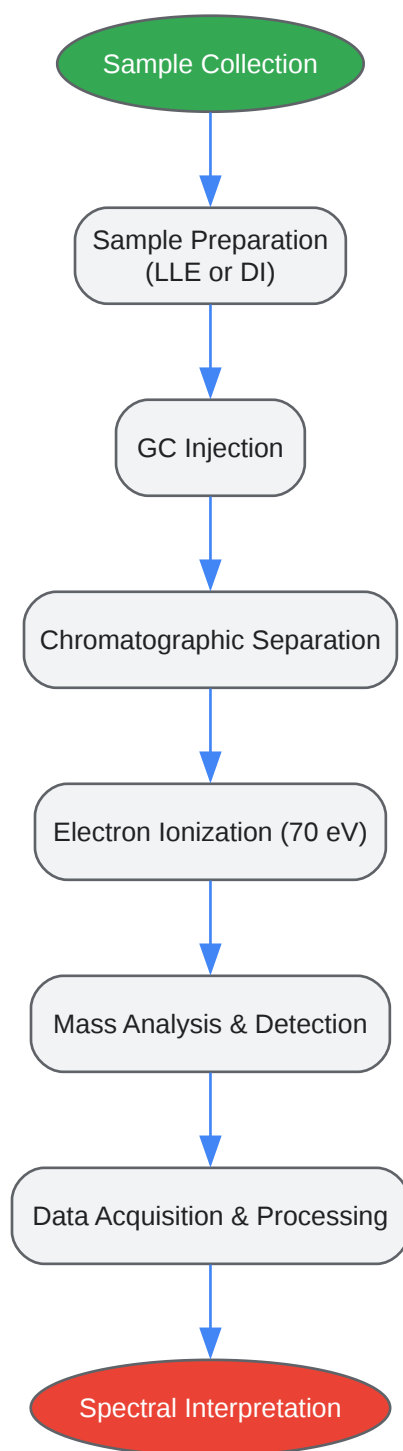 Sample Collection
Sample Preparation
(LLE or DI)
GC Injection
Chromatographic Separation
Electron Ionization (70 eV)
Mass Analysis & Detection
Data Acquisition & Processing
Spectral Interpretation